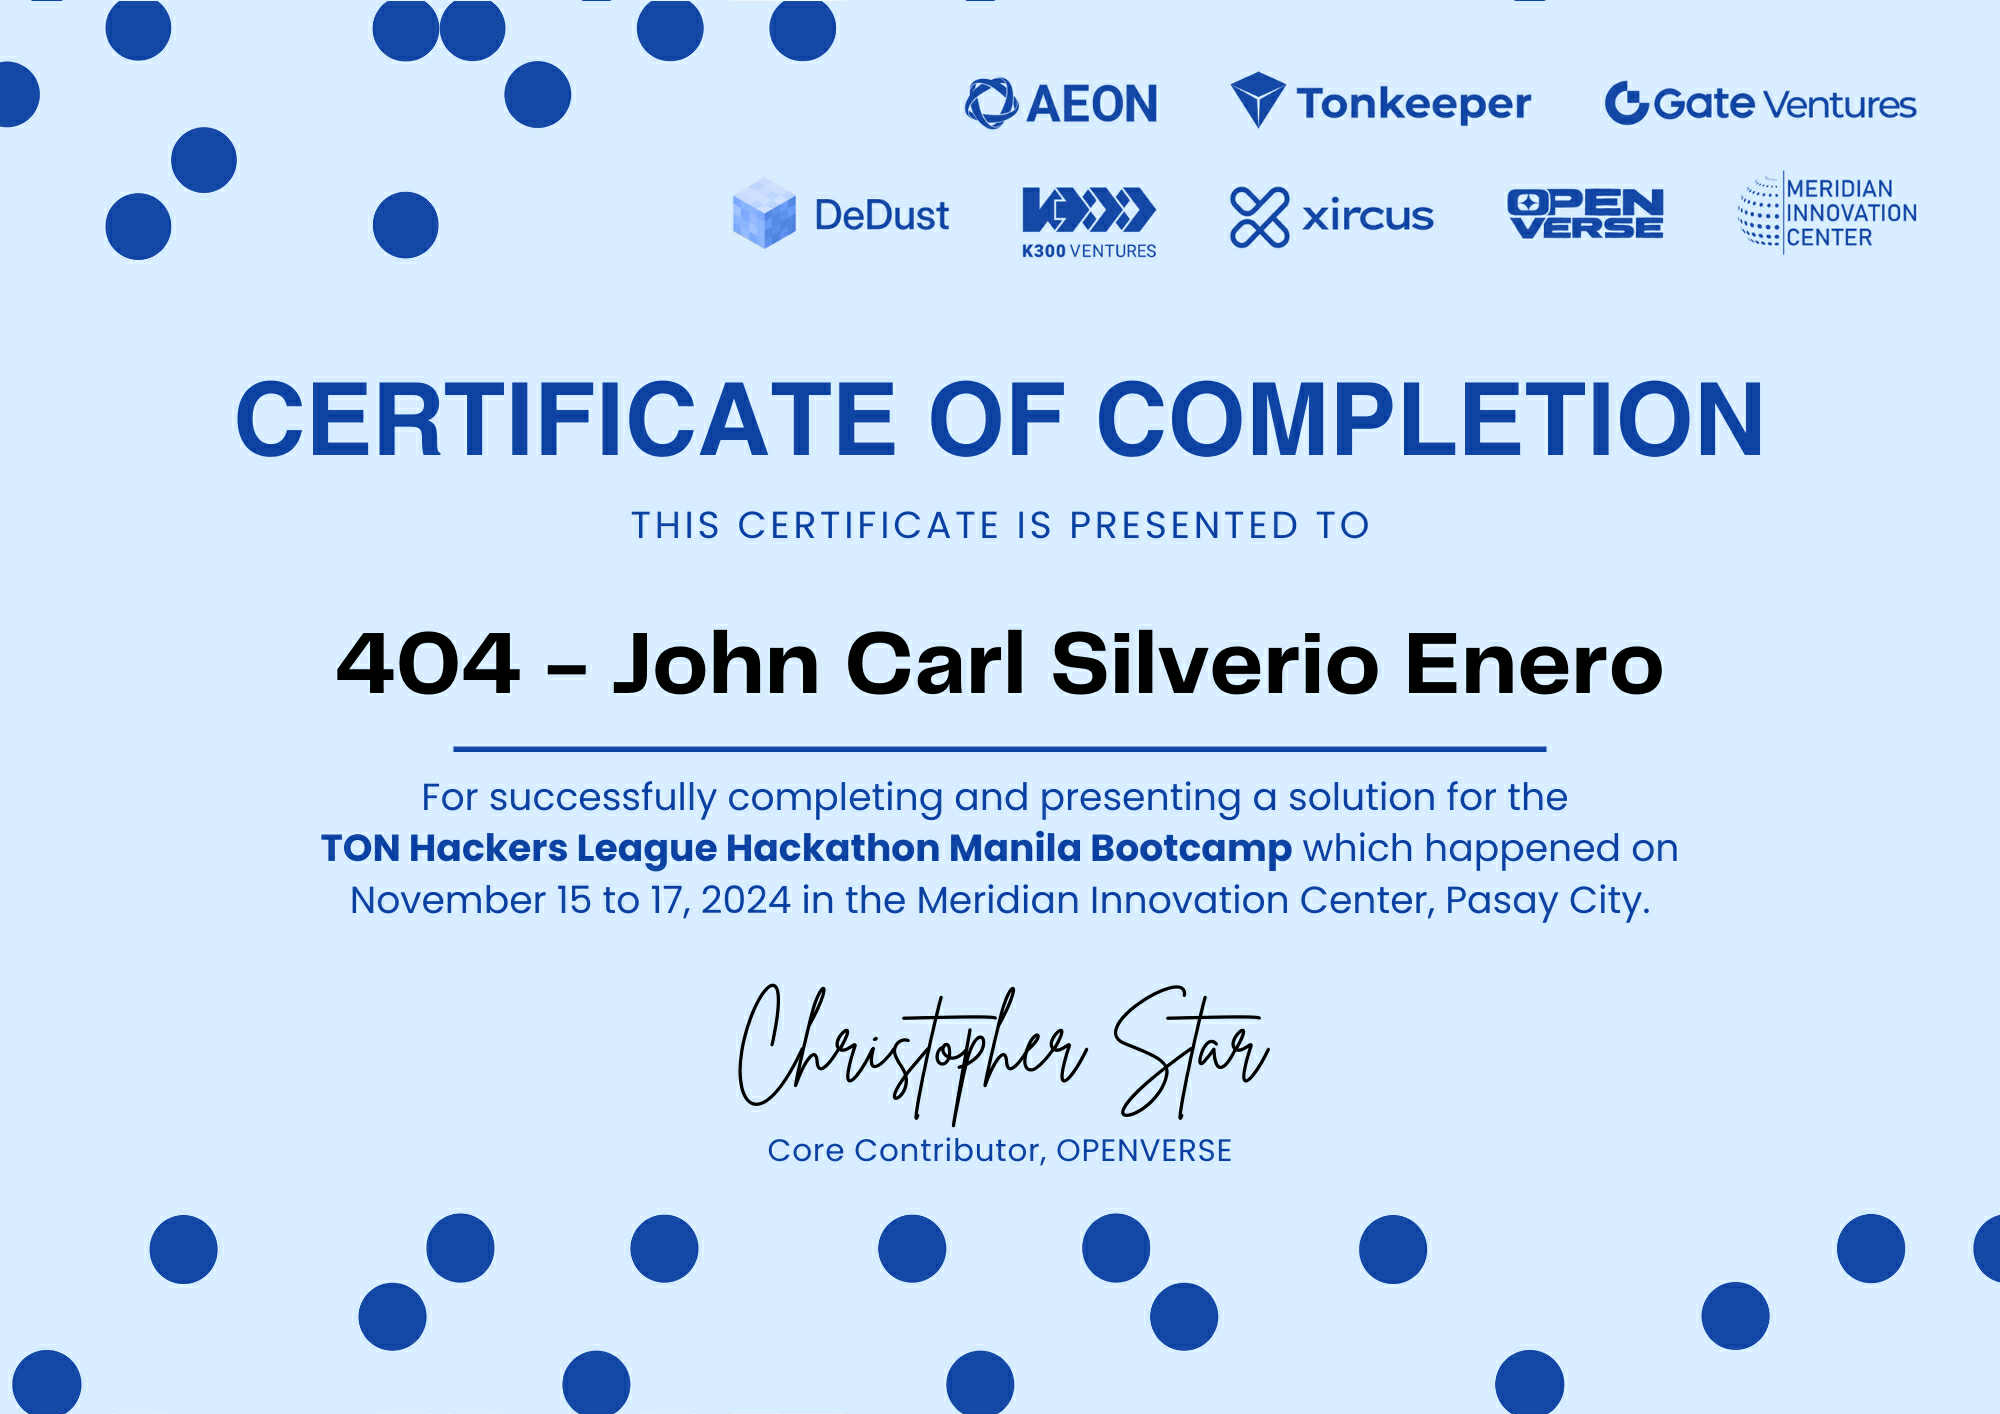 AEON
Tonkeeper
Gate Ventures
DeDust
K300 VENTURES
xircus
OPEN
VERSE
MERIDIAN
INNOVATION
CENTER
CERTIFICATE OF COMPLETION
THIS CERTIFICATE IS PRESENTED TO
404 - John Carl Silverio Enero
For successfully completing and presenting a solution for the
TON Hackers League Hackathon Manila Bootcamp which happened on
November 15 to 17, 2024 in the Meridian Innovation Center, Pasay City.
Christopher Star
Core Contributor, OPENVERSE